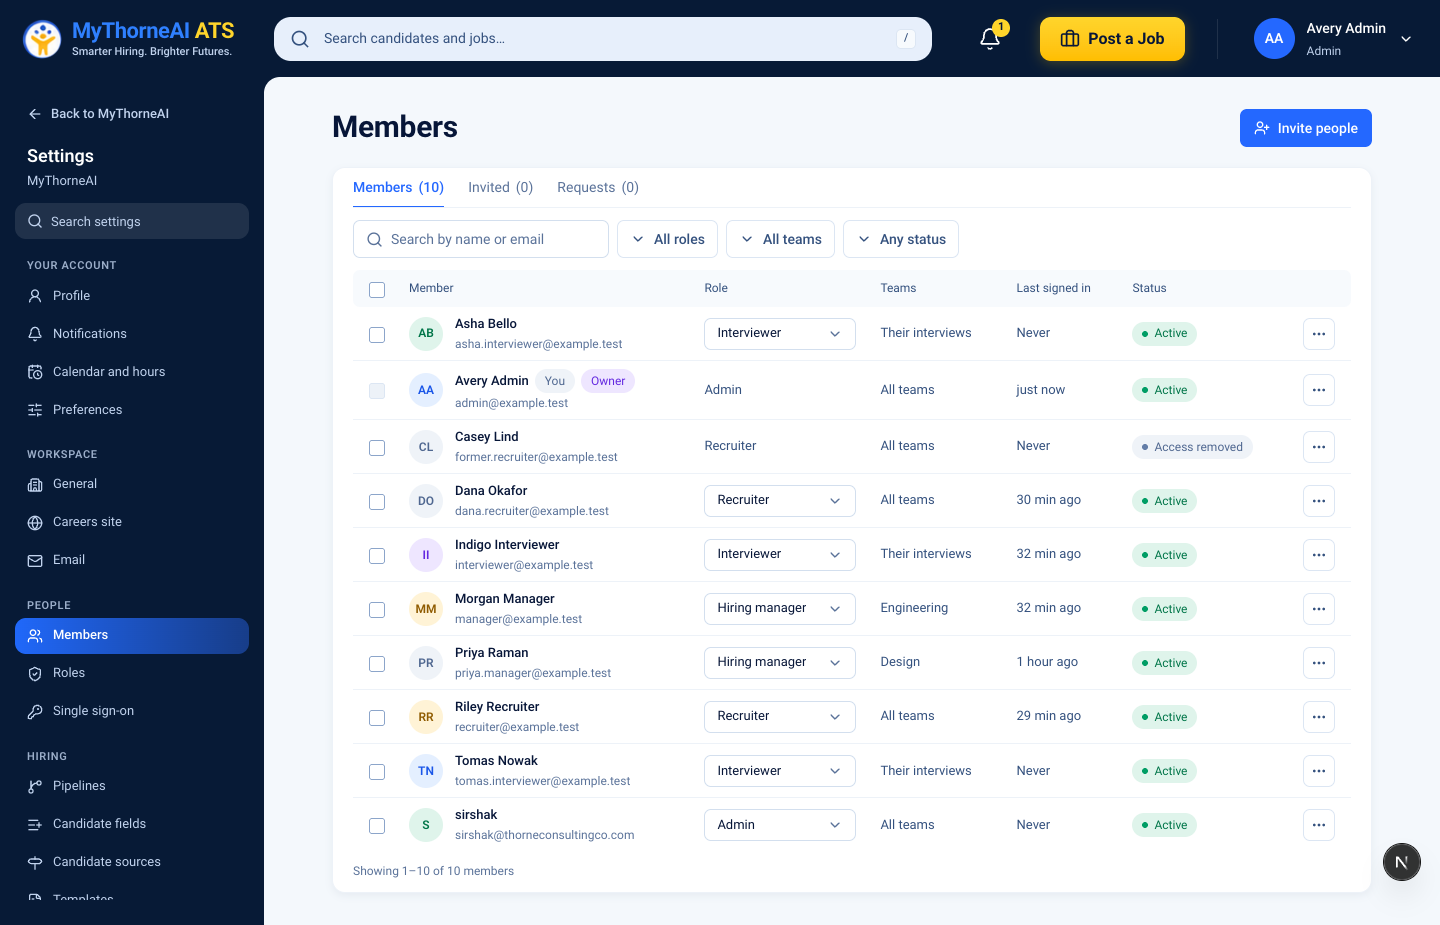 MyThorneAI ATS
Smarter Hiring. Brighter Futures.
Search candidates and jobs...
/
1
Post a Job
AA
Avery Admin
Admin
Back to MyThorneAI
Settings
MyThorneAI
Search settings
YOUR ACCOUNT
Profile
Notifications
Calendar and hours
Preferences
WORKSPACE
General
Careers site
Email
PEOPLE
Members
Roles
Single sign-on
HIRING
Pipelines
Candidate fields
Candidate sources
Templates
Members
Invite people
Members (10) Invited (0) Requests (0)
Search by name or email All roles All teams Any status
Member Role Teams Last signed in Status
AB Asha Bello Interviewer Their interviews Never Active
asha.interviewer@example.test
AA Avery Admin You Owner Admin All teams just now Active
admin@example.test
CL Casey Lind Recruiter All teams Never Access removed
former.recruiter@example.test
DO Dana Okafor Recruiter All teams 30 min ago Active
dana.recruiter@example.test
II Indigo Interviewer Interviewer Their interviews 32 min ago Active
interviewer@example.test
MM Morgan Manager Hiring manager Engineering 32 min ago Active
manager@example.test
PR Priya Raman Hiring manager Design 1 hour ago Active
priya.manager@example.test
RR Riley Recruiter Recruiter All teams 29 min ago Active
recruiter@example.test
TN Tomas Nowak Interviewer Their interviews Never Active
tomas.interviewer@example.test
S sirshak Admin All teams Never Active
sirshak@thorneconsultingco.com
Showing 1–10 of 10 members
N